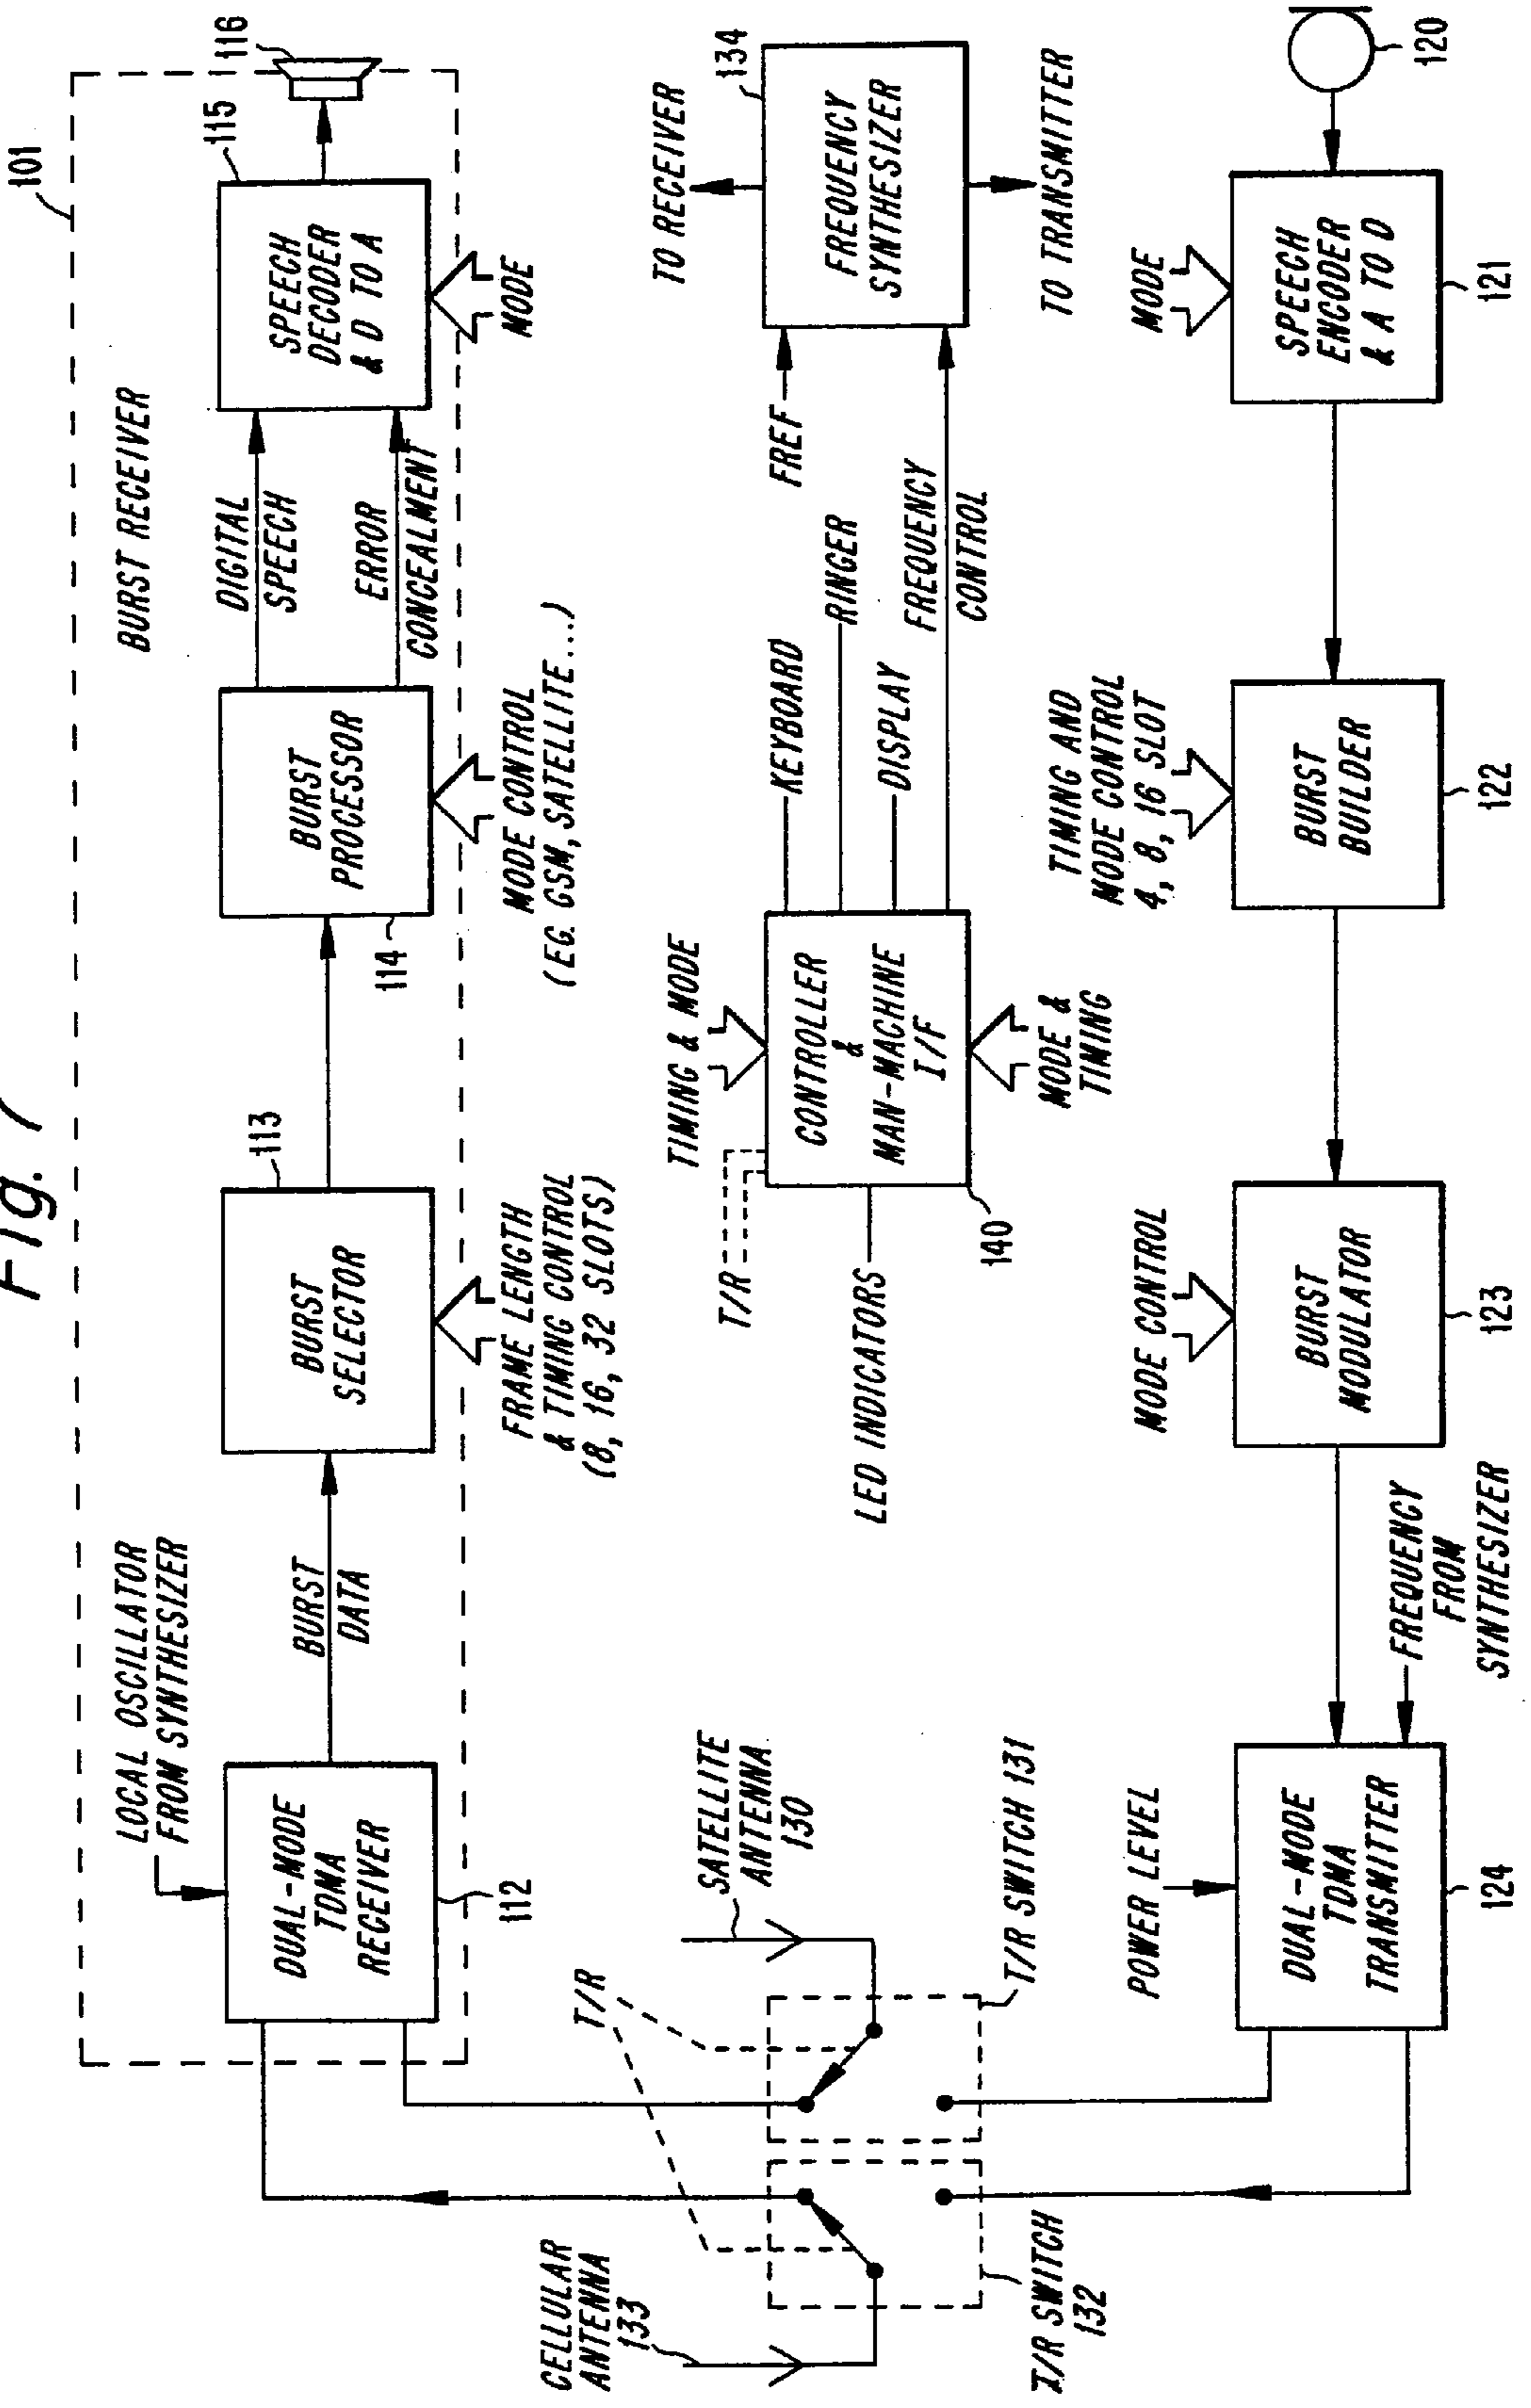 Fig. 7
101
BURST RECEIVER
LOCAL OSCILLATOR
FROM SYNTHESIZER
DUAL-MODE
TDMA
RECEIVER
112
BURST
DATA
BURST
SELECTOR
113
FRAME LENGTH
& TIMING CONTROL
(8, 16, 32 SLOTS)
BURST
PROCESSOR
114
MODE CONTROL
(EG. GSM, SATELLITE...)
DIGITAL
SPEECH
ERROR
CONCEALMENT
SPEECH
DECODER
& D TO A
115
MODE
116
CELLULAR
ANTENNA
133
T/R
SATELLITE
ANTENNA
130
T/R SWITCH 131
T/R SWITCH
132
T/R
TIMING & MODE
LED INDICATORS
CONTROLLER
&
MAN-MACHINE
I/F
140
MODE &
TIMING
KEYBOARD
RINGER
DISPLAY
FREQUENCY
CONTROL
FREF
TO RECEIVER
134
FREQUENCY
SYNTHESIZER
TO TRANSMITTER
POWER LEVEL
DUAL-MODE
TDMA
TRANSMITTER
124
FREQUENCY
FROM
SYNTHESIZER
MODE CONTROL
BURST
MODULATOR
123
TIMING AND
MODE CONTROL
4, 8, 16 SLOT
BURST
BUILDER
122
MODE
SPEECH
ENCODER
& A TO D
121
120